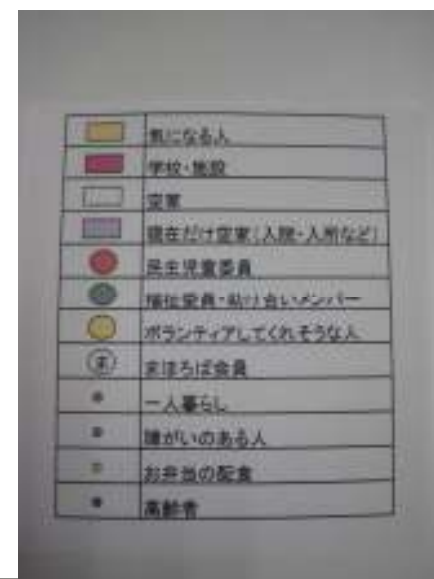 気になる人
学校・施設
空家
現在だけ空家(入院・入所など)
民生児童委員
福祉委員・助け合いメンバー
ボランティアしてくれそうな人
ま まほろば会員
一人暮らし
障がいのある人
お弁当の配食
高齢者